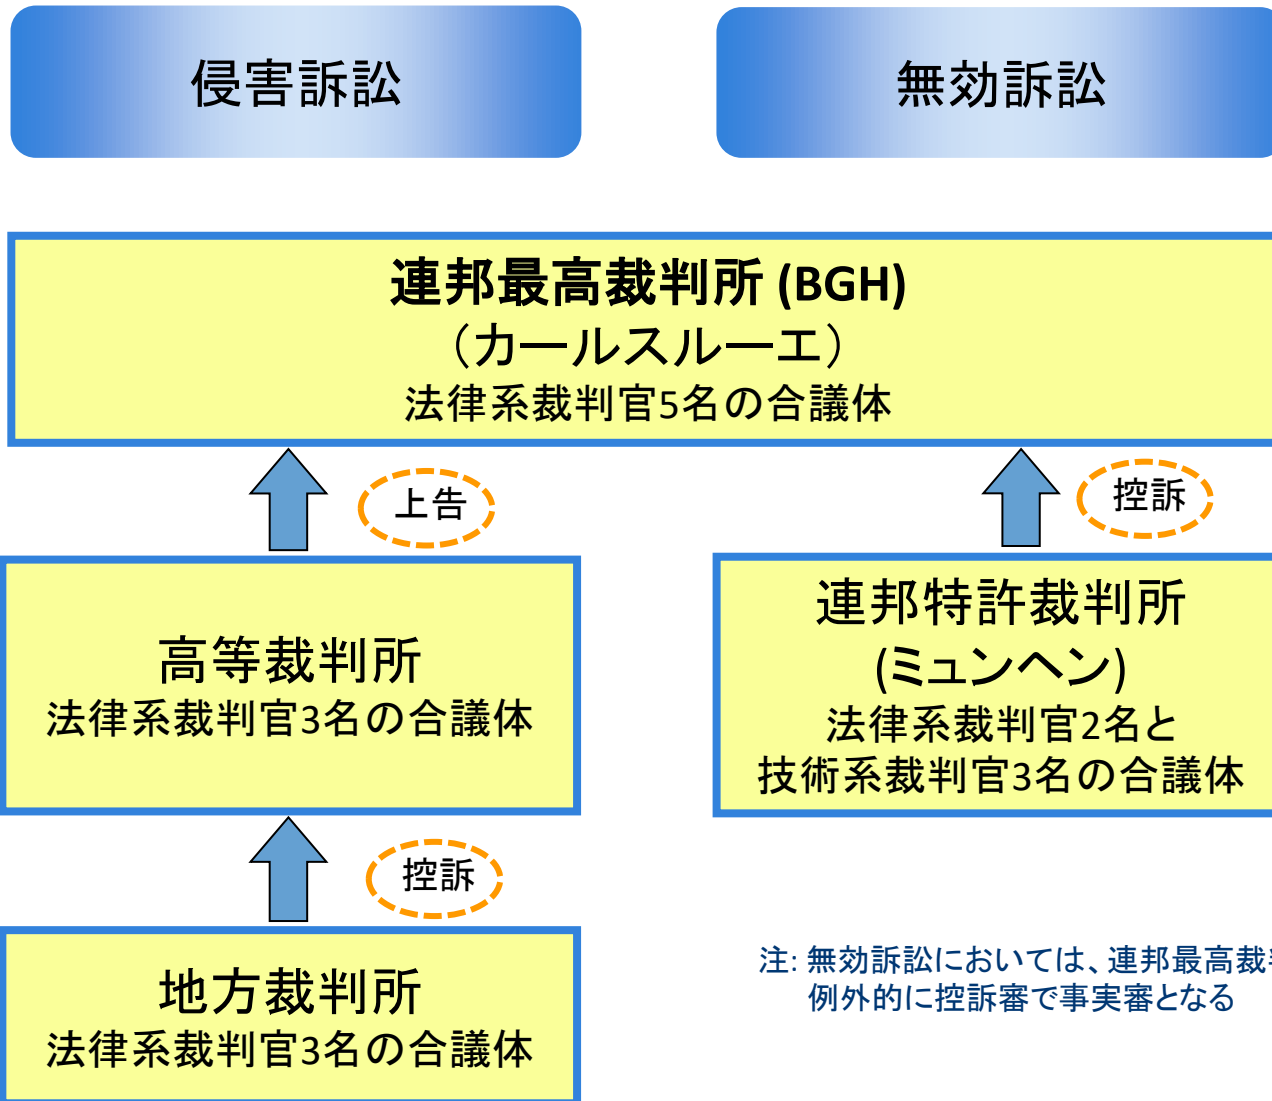 侵害訴訟
無効訴訟
連邦最高裁判所 (BGH)
（カールスルーエ）
法律系裁判官5名の合議体
上告
控訴
高等裁判所
法律系裁判官3名の合議体
連邦特許裁判所
(ミュンヘン)
法律系裁判官2名と
技術系裁判官3名の合議体
控訴
地方裁判所
法律系裁判官3名の合議体
注: 無効訴訟においては、連邦最高裁
例外的に控訴審で事実審となる